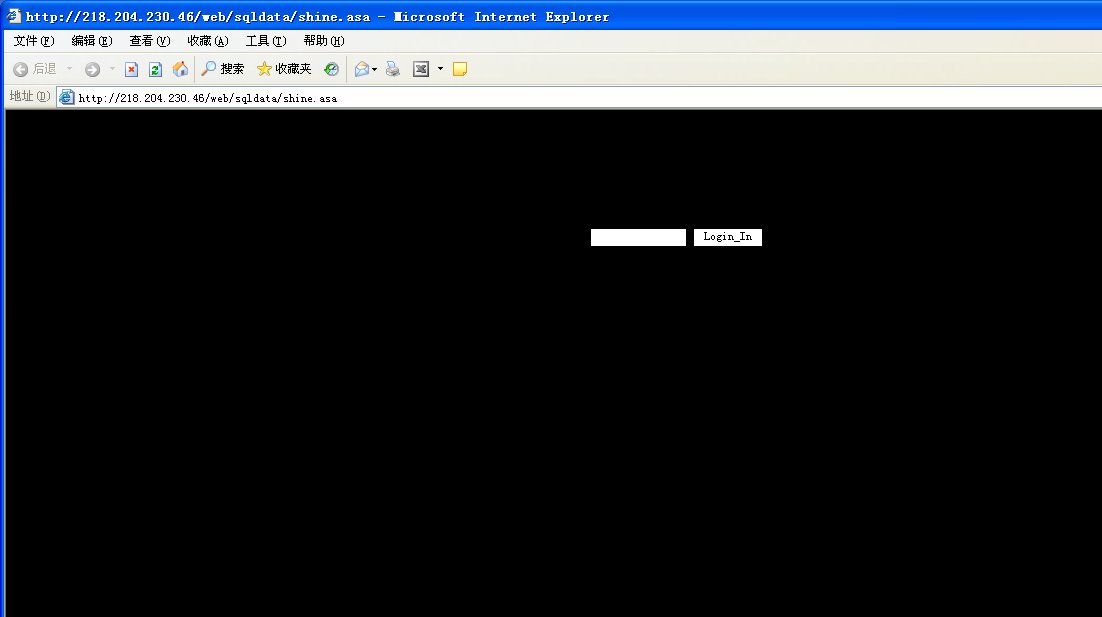 http://218.204.230.46/web/sqldata/shine.asa - Microsoft Internet Explorer
文件(F) 编辑(E) 查看(V) 收藏(A) 工具(T) 帮助(H)
后退 搜索 收藏夹
地址(D) http://218.204.230.46/web/sqldata/shine.asa
Login_In